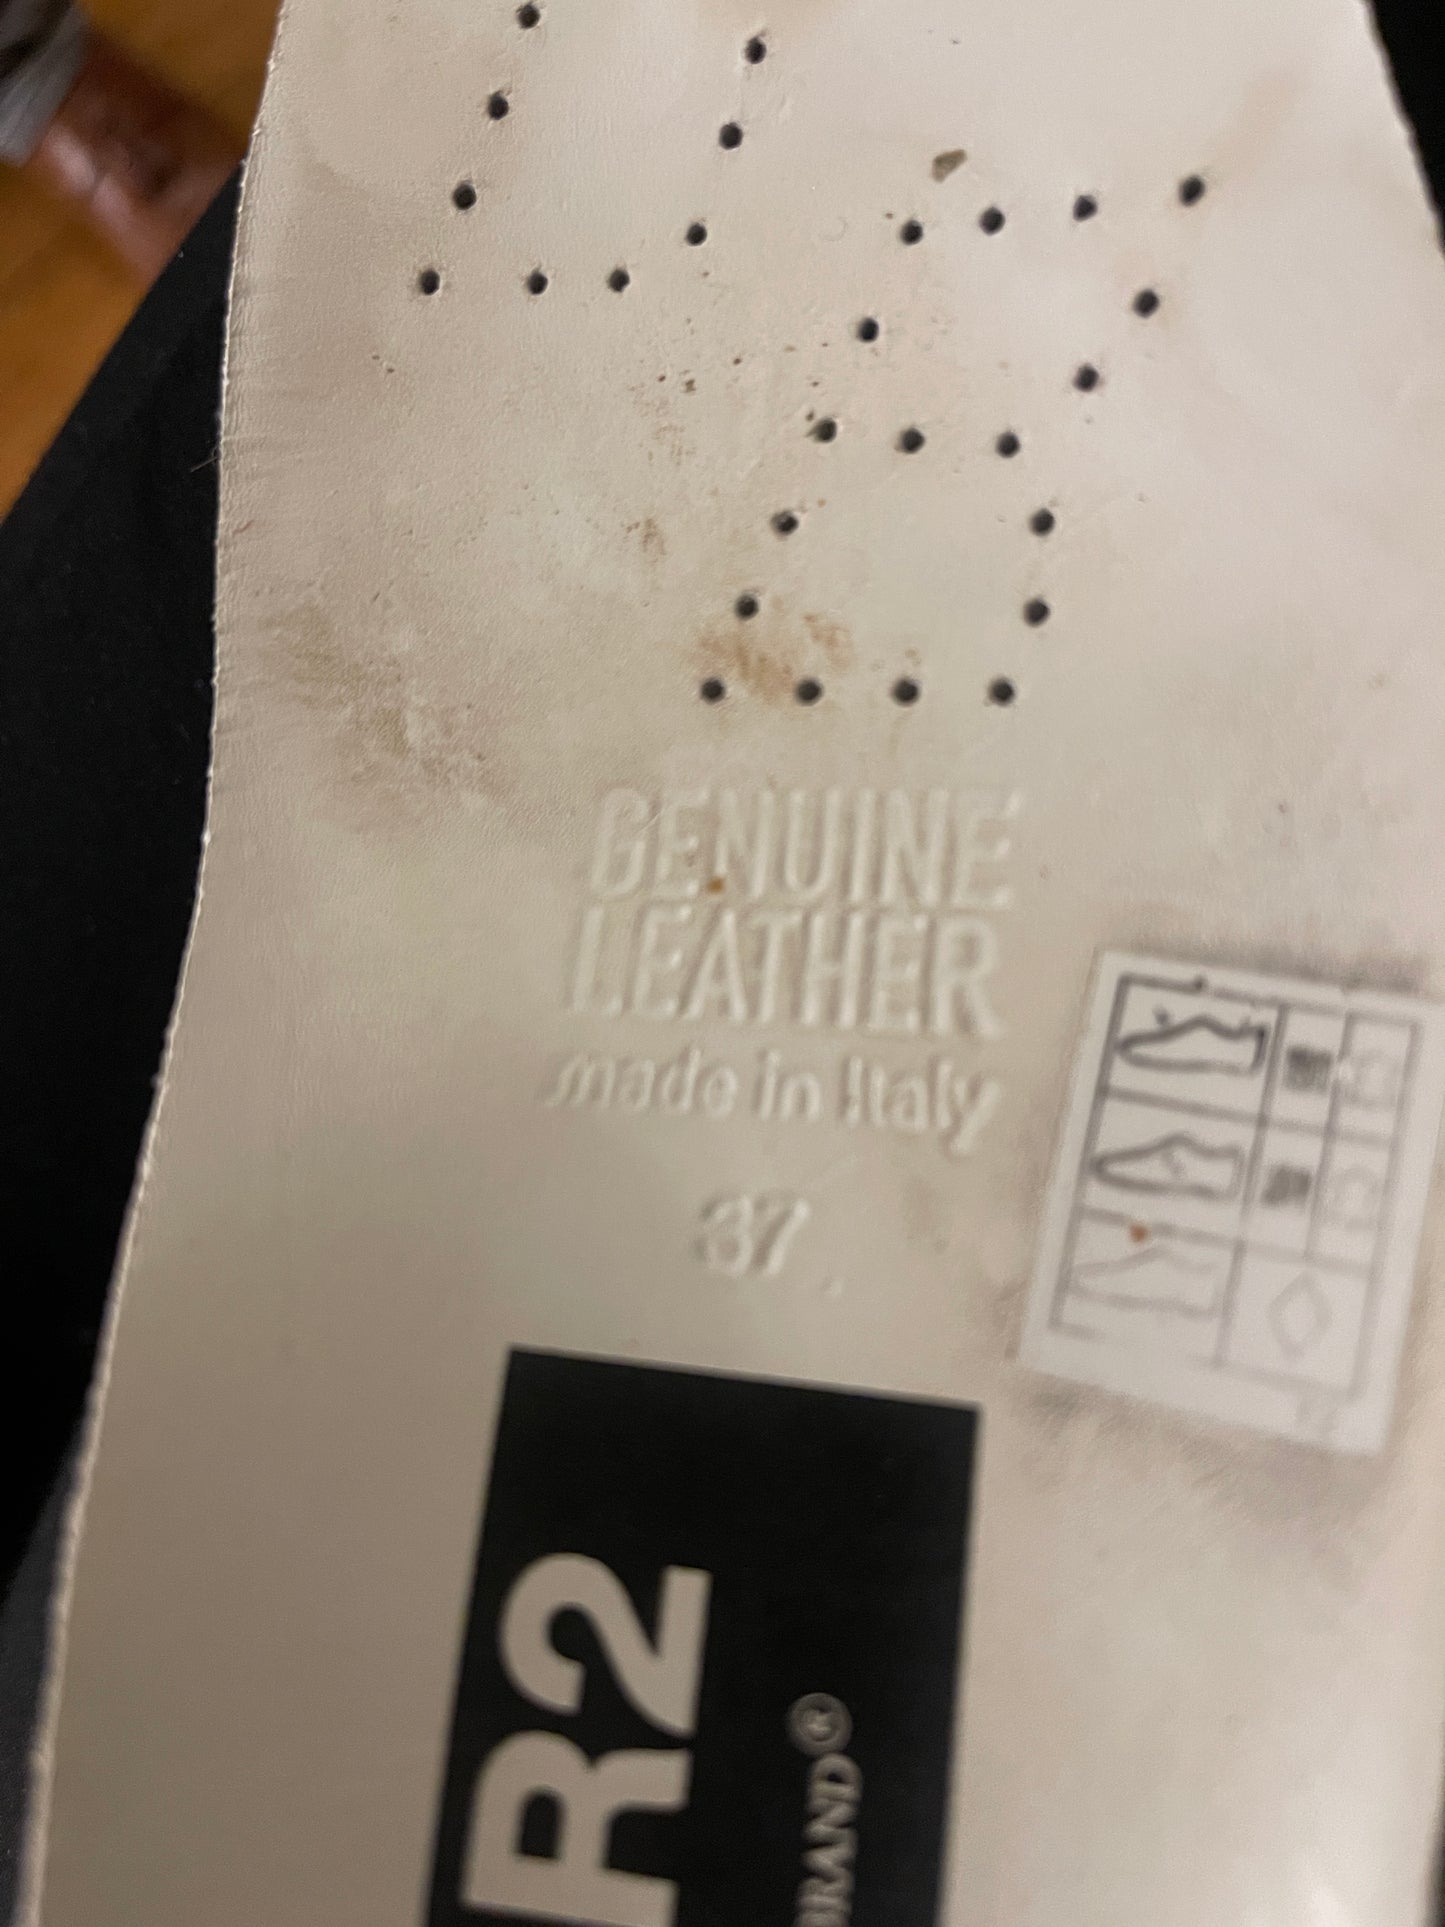 GENUINE
LEATHER
made in Italy
37
R2
BRAND®